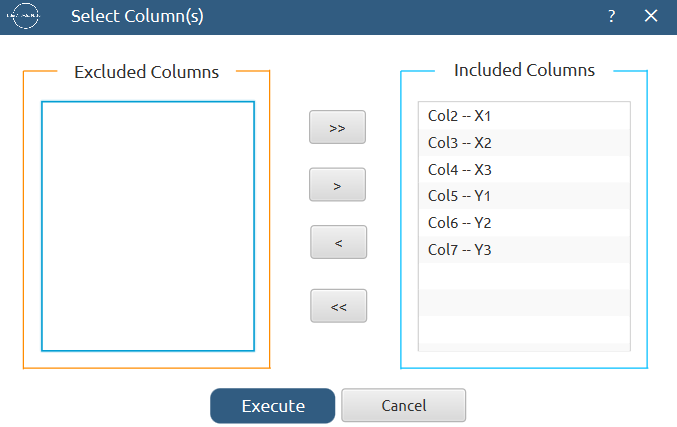 Select Column(s)
?
Excluded Columns
Included Columns
>>
>
<
<<
Col2 -- X1
Col3 -- X2
Col4 -- X3
Col5 -- Y1
Col6 -- Y2
Col7 -- Y3
Execute
Cancel